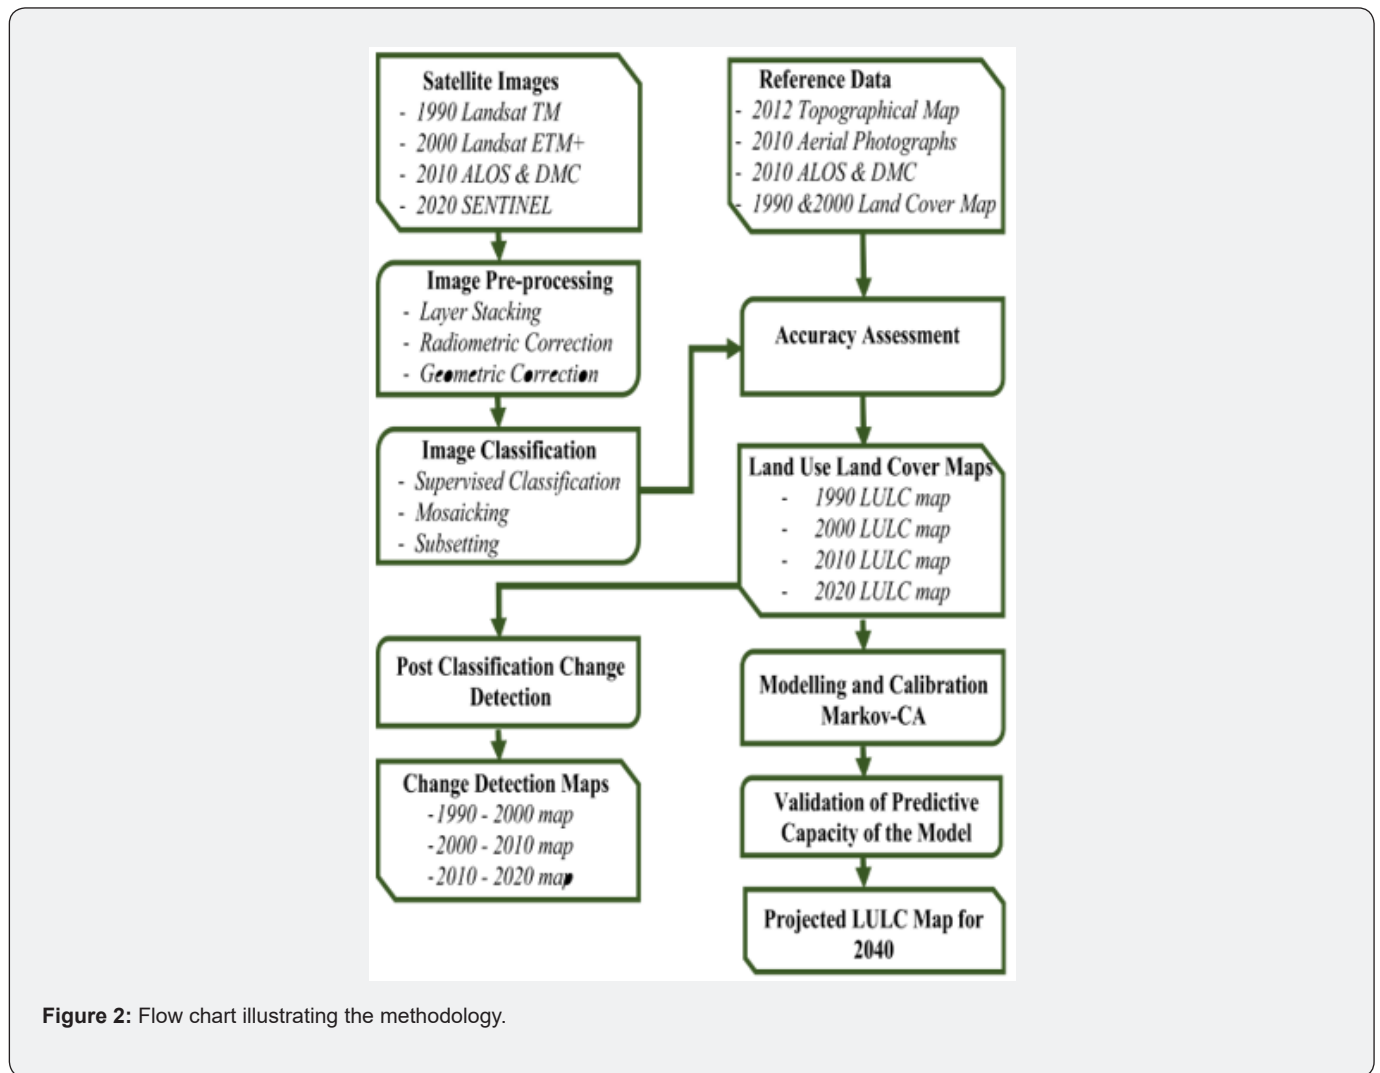 Satellite Images
- 1990 Landsat TM
- 2000 Landsat ETM+
- 2010 ALOS & DMC
- 2020 SENTINEL
Image Pre-processing
- Layer Stacking
- Radiometric Correction
- Geometric Correction
Image Classification
- Supervised Classification
- Mosaicking
- Subsetting
Reference Data
- 2012 Topographical Map
- 2010 Aerial Photographs
- 2010 ALOS & DMC
- 1990 &2000 Land Cover Map
Accuracy Assessment
Land Use Land Cover Maps
- 1990 LULC map
- 2000 LULC map
- 2010 LULC map
- 2020 LULC map
Post Classification Change
Detection
Change Detection Maps
-1990 - 2000 map
-2000 - 2010 map
-2010 - 2020 map
Modelling and Calibration
Markov-CA
Validation of Predictive
Capacity of the Model
Projected LULC Map for
2040
Figure 2: Flow chart illustrating the methodology.